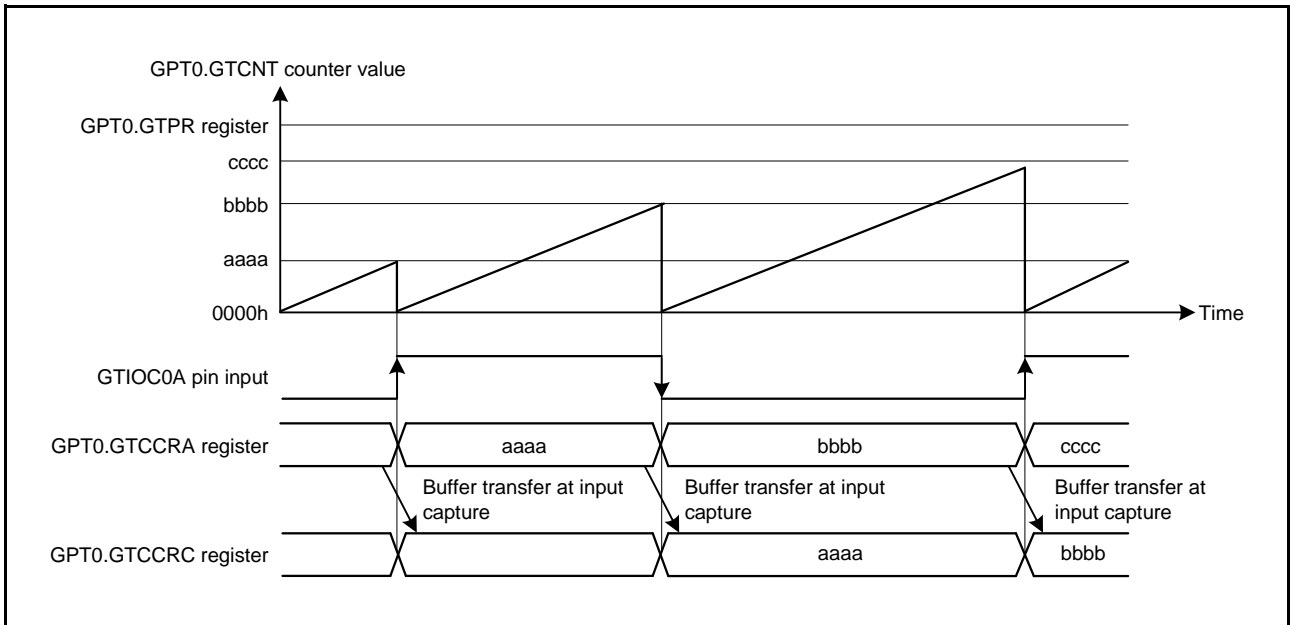 GPT0.GTCNT counter value
GPT0.GTPR register
cccc
bbbb
aaaa
0000h
Time
GTIOC0A pin input
GPT0.GTCCRA register
aaaa
bbbb
cccc
Buffer transfer at input
capture
Buffer transfer at input
capture
Buffer transfer at
input capture
GPT0.GTCCRC register
aaaa
bbbb